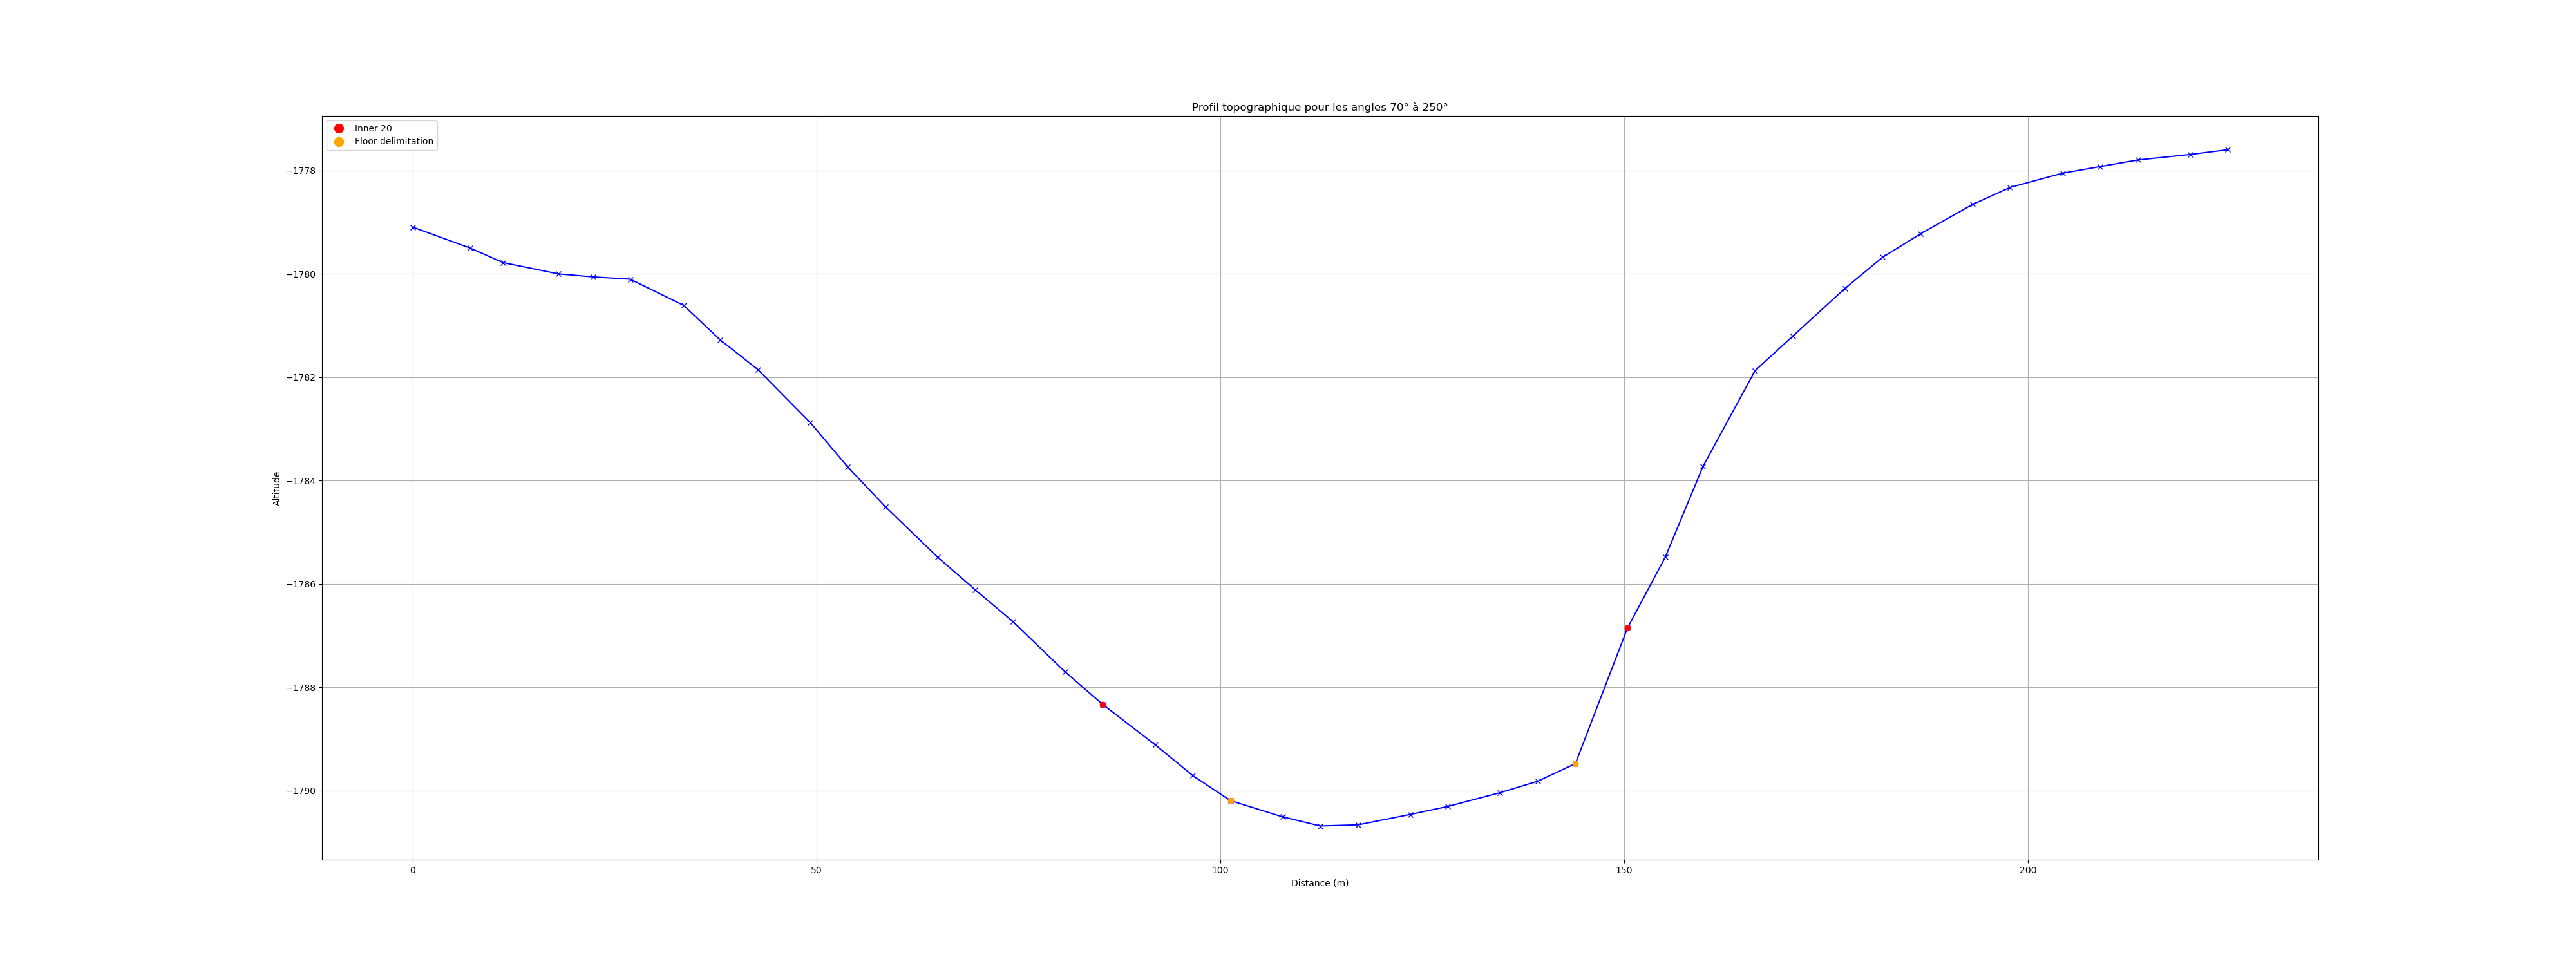 Profil topographique pour les angles 70° à 250°
Inner 20
Floor delimitation
−1778
−1780
−1782
−1784
−1786
−1788
−1790
Altitude
0
50
100
150
200
Distance (m)